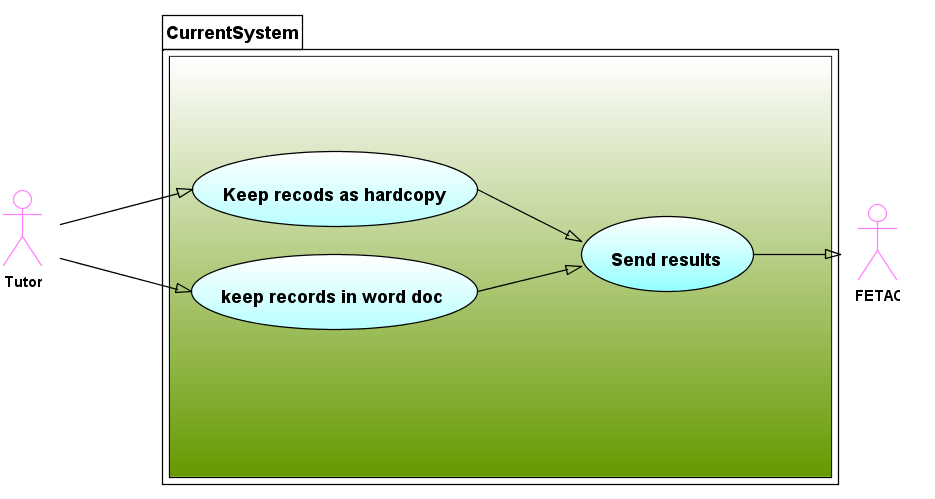 CurrentSystem
Keep recods as hardcopy
keep records in word doc
Send results
Tutor
FETAC